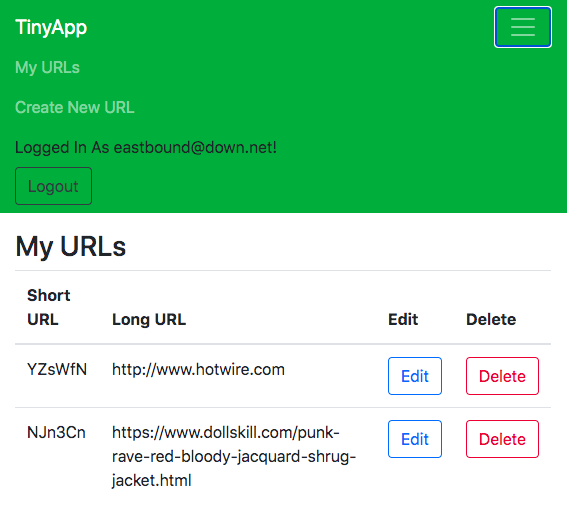 TinyApp
My URLs
Create New URL
Logged In As eastbound@down.net!
Logout
My URLs
Short
URL Long URL Edit Delete
YZsWfN http://www.hotwire.com Edit Delete
NJn3Cn https://www.dollskill.com/punk- Edit Delete
rave-red-bloody-jacquard-shrug-
jacket.html